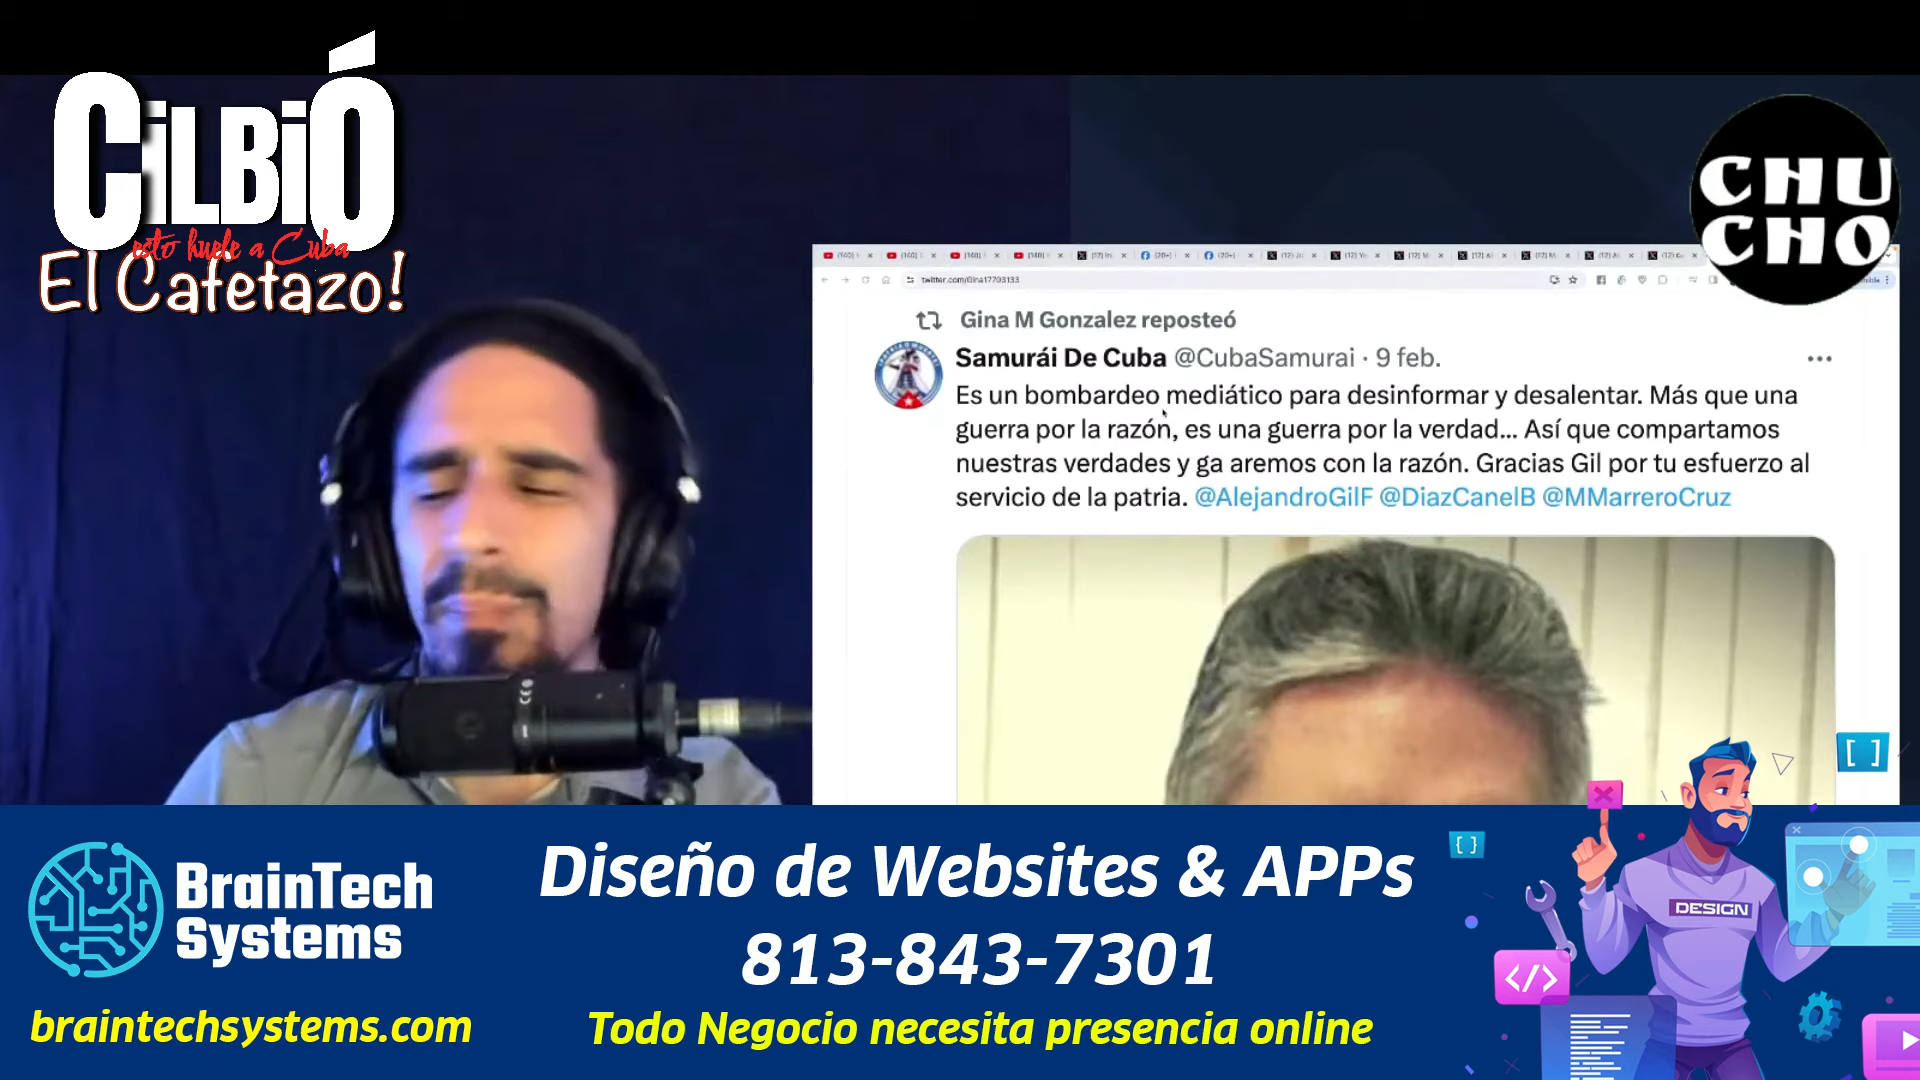 CiLBiÓ
esto huele a Cuba
El Cafetazo!
CHU
CHO
twitter.com/Gina17703133
Gina M Gonzalez reposteó
Samurái De Cuba @CubaSamurai · 9 feb.
Es un bombardeo mediático para desinformar y desalentar. Más que una
guerra por la razón, es una guerra por la verdad... Así que compartamos
nuestras verdades y ga aremos con la razón. Gracias Gil por tu esfuerzo al
servicio de la patria. @AlejandroGilF @DiazCanelB @MMarreroCruz
CE
BrainTech
Systems
braintechsystems.com
Diseño de Websites & APPs
813-843-7301
Todo Negocio necesita presencia online
[ ]
{ }
DESIGN
</>